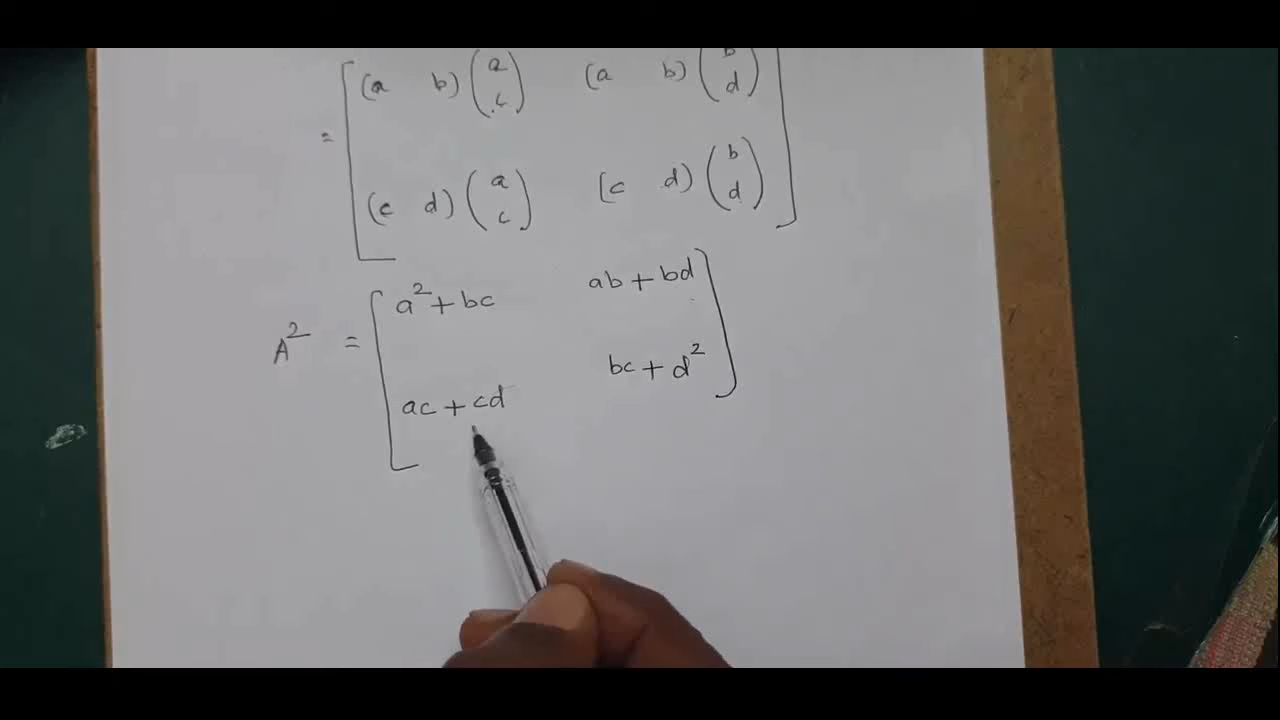 (a b) (a c) (a b) (b d)
=
(c d) (a c) (c d) (b d)
a² + bc ab + bd
A² =
ac + cd bc + d²